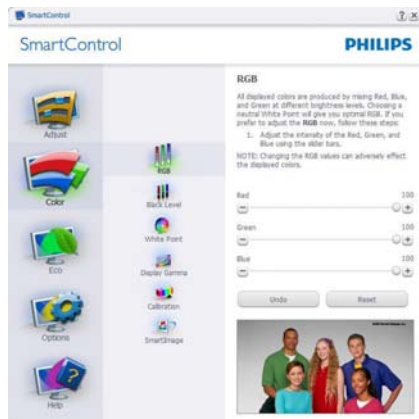 SmartControl
SmartControl
PHILIPS
Adjust
Color
Eco
Options
Help
RGB
Black Level
White Point
Display Gamma
Calibration
SmartImage
RGB
All displayed colors are produced by mixing Red, Blue,
and Green at different brightness levels. Choosing a
neutral White Point will give you optimal RGB. If you
prefer to adjust the RGB now, follow these steps:
1. Adjust the intensity of the Red, Green, and
Blue using the slider bars.
NOTE: Changing the RGB values can adversely effect
the displayed colors.
Red 100
Green 100
Blue 100
Undo Reset